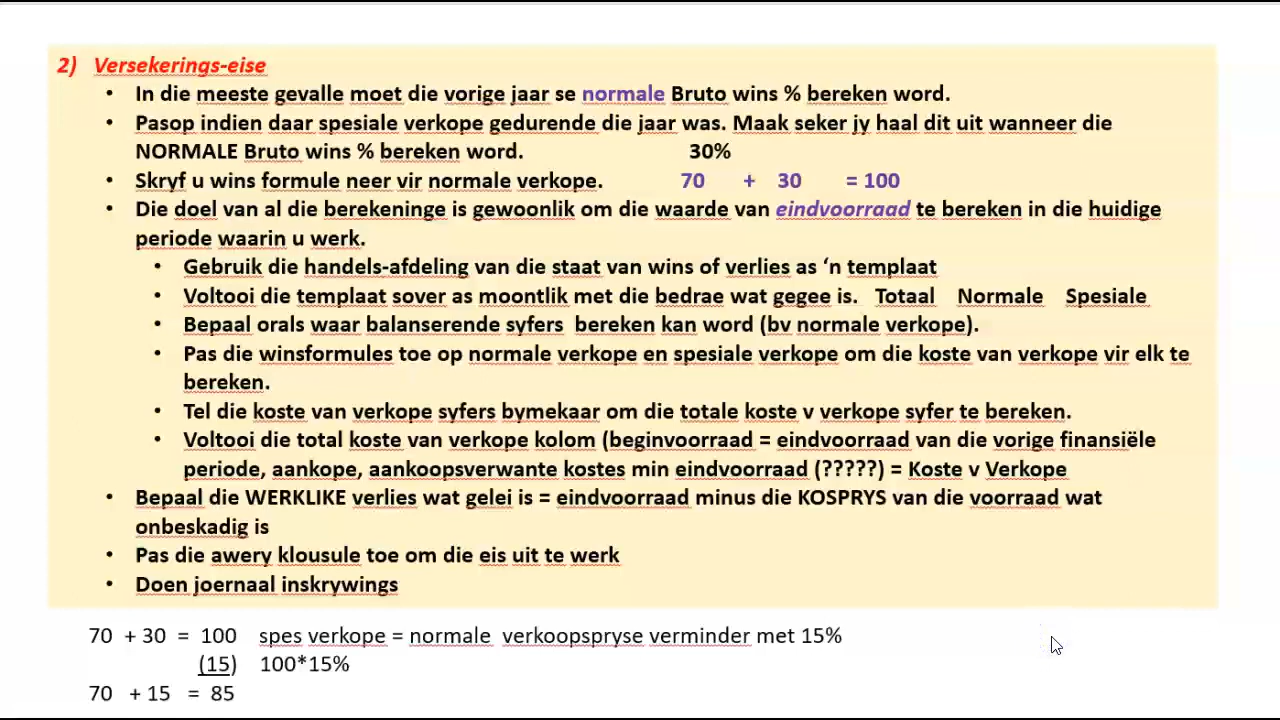 2) Versekerings-eise
• In die meeste gevalle moet die vorige jaar se normale Bruto wins % bereken word.
• Pasop indien daar spesiale verkope gedurende die jaar was. Maak seker jy haal dit uit wanneer die
NORMALE Bruto wins % bereken word. 30%
• Skryf u wins formule neer vir normale verkope. 70 + 30 = 100
• Die doel van al die berekeninge is gewoonlik om die waarde van eindvoorraad te bereken in die huidige
periode waarin u werk.
• Gebruik die handels-afdeling van die staat van wins of verlies as ‘n templaat
• Voltooi die templaat sover as moontlik met die bedrae wat gegee is. Totaal Normale Spesiale
• Bepaal orals waar balanserende syfers bereken kan word (bv normale verkope).
• Pas die winsformules toe op normale verkope en spesiale verkope om die koste van verkope vir elk te
bereken.
• Tel die koste van verkope syfers bymekaar om die totale koste v verkope syfer te bereken.
• Voltooi die total koste van verkope kolom (beginvoorraad = eindvoorraad van die vorige finansiële
periode, aankope, aankoopsverwante kostes min eindvoorraad (?????) = Koste v Verkope
• Bepaal die WERKLIKE verlies wat gelei is = eindvoorraad minus die KOSPRYS van die voorraad wat
onbeskadig is
• Pas die awery klousule toe om die eis uit te werk
• Doen joernaal inskrywings
70 + 30 = 100 spes verkope = normale verkoopspryse verminder met 15%
(15) 100*15%
70 + 15 = 85